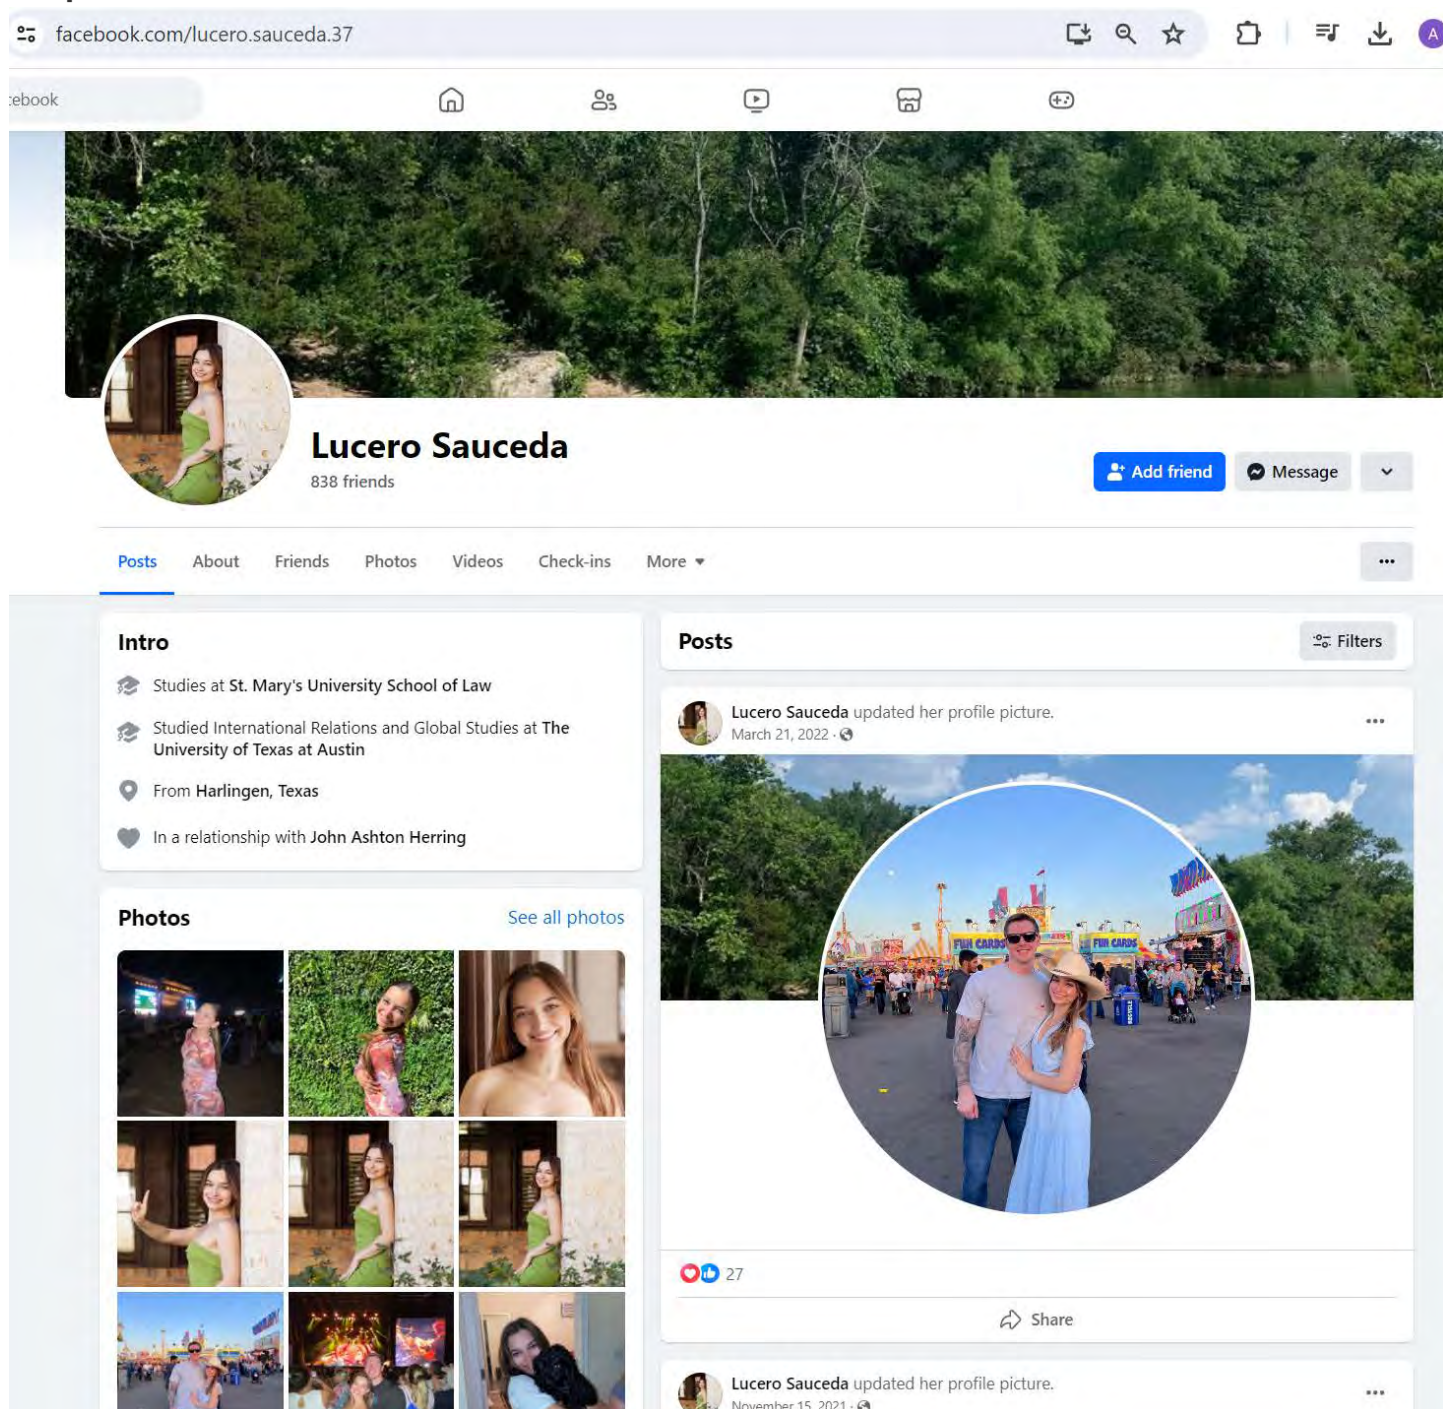 facebook.com/lucero.sauceda.37
A
cebook
Lucero Sauceda
838 friends
Add friend
Message
Posts
About
Friends
Photos
Videos
Check-ins
More
Intro
Studies at St. Mary's University School of Law
Studied International Relations and Global Studies at The
University of Texas at Austin
From Harlingen, Texas
In a relationship with John Ashton Herring
Photos
See all photos
Posts
Filters
Lucero Sauceda updated her profile picture.
March 21, 2022
FUN CARDS
FUN CARDS
RECYCLE
27
Share
Lucero Sauceda updated her profile picture.
November 15, 2021